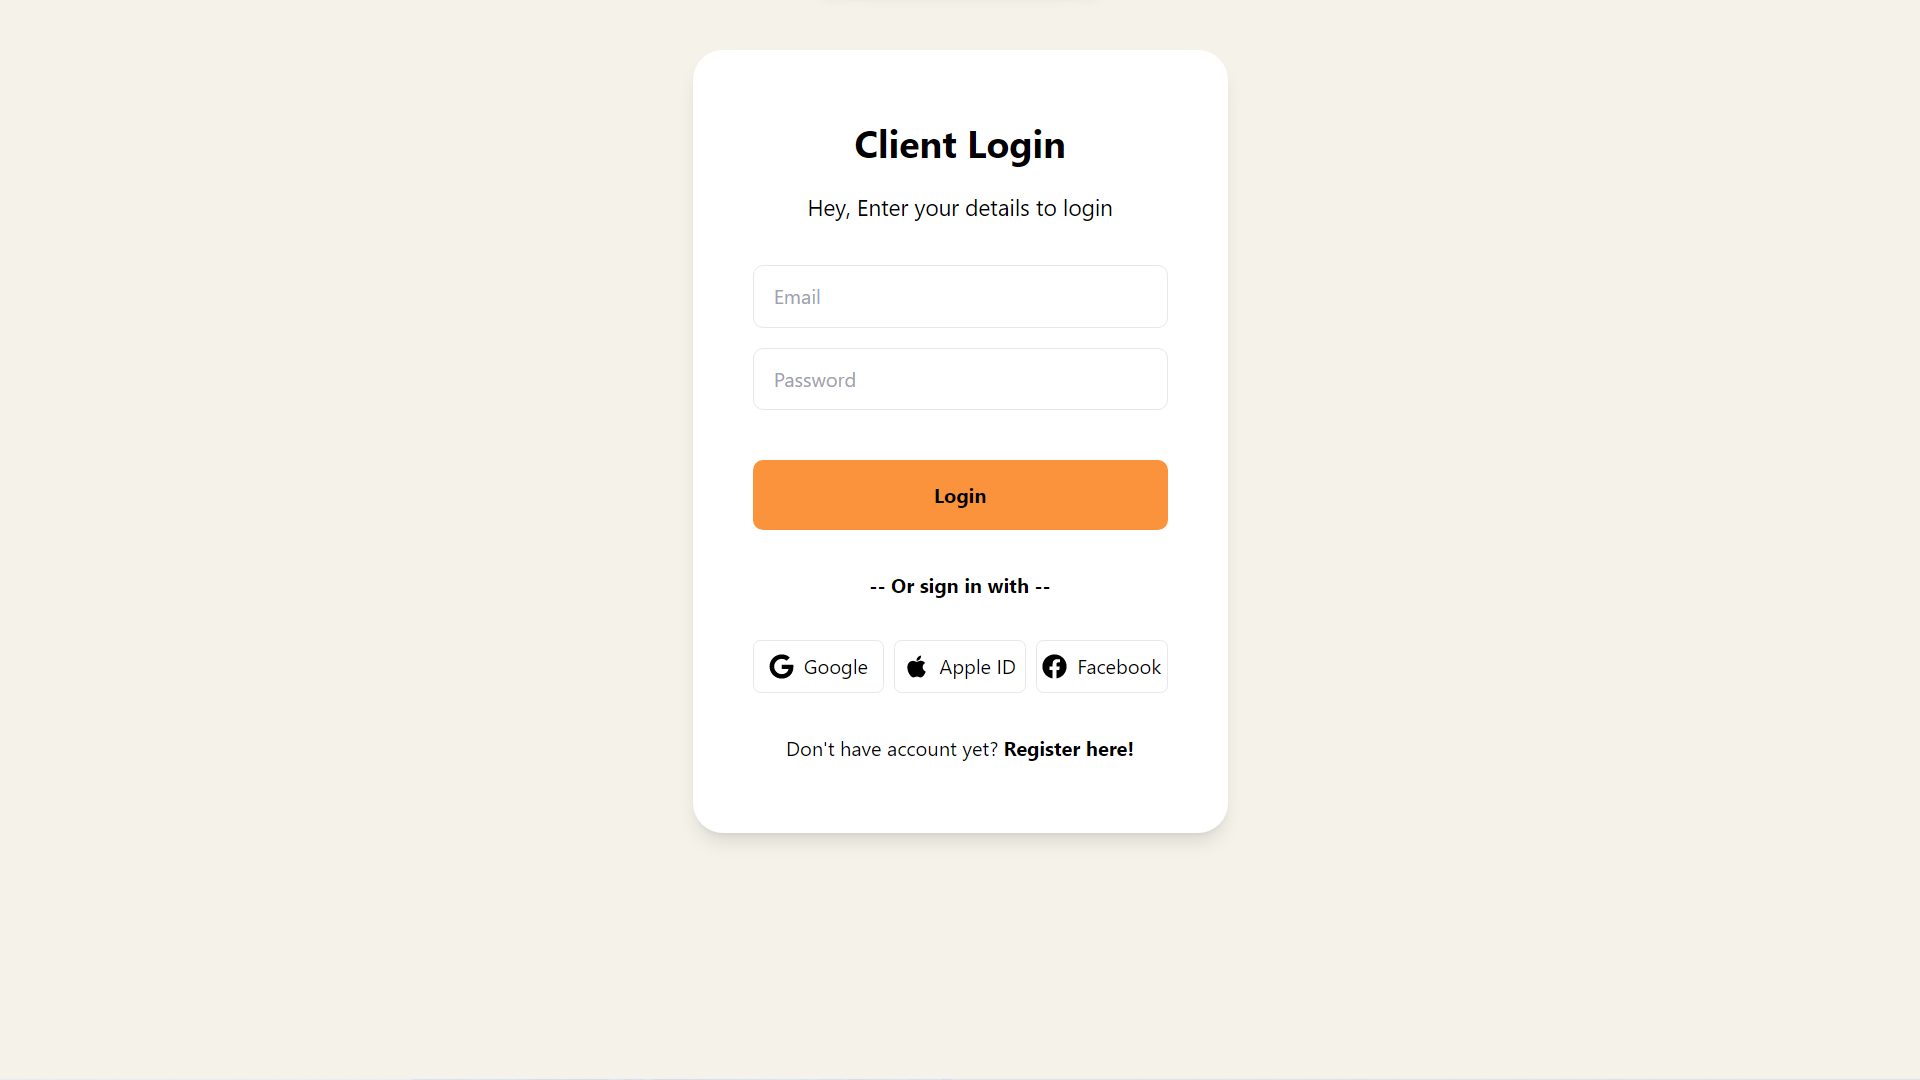 Client Login
Hey, Enter your details to login
Email
Password
Login
-- Or sign in with --
Google Apple ID Facebook
Don't have account yet? Register here!